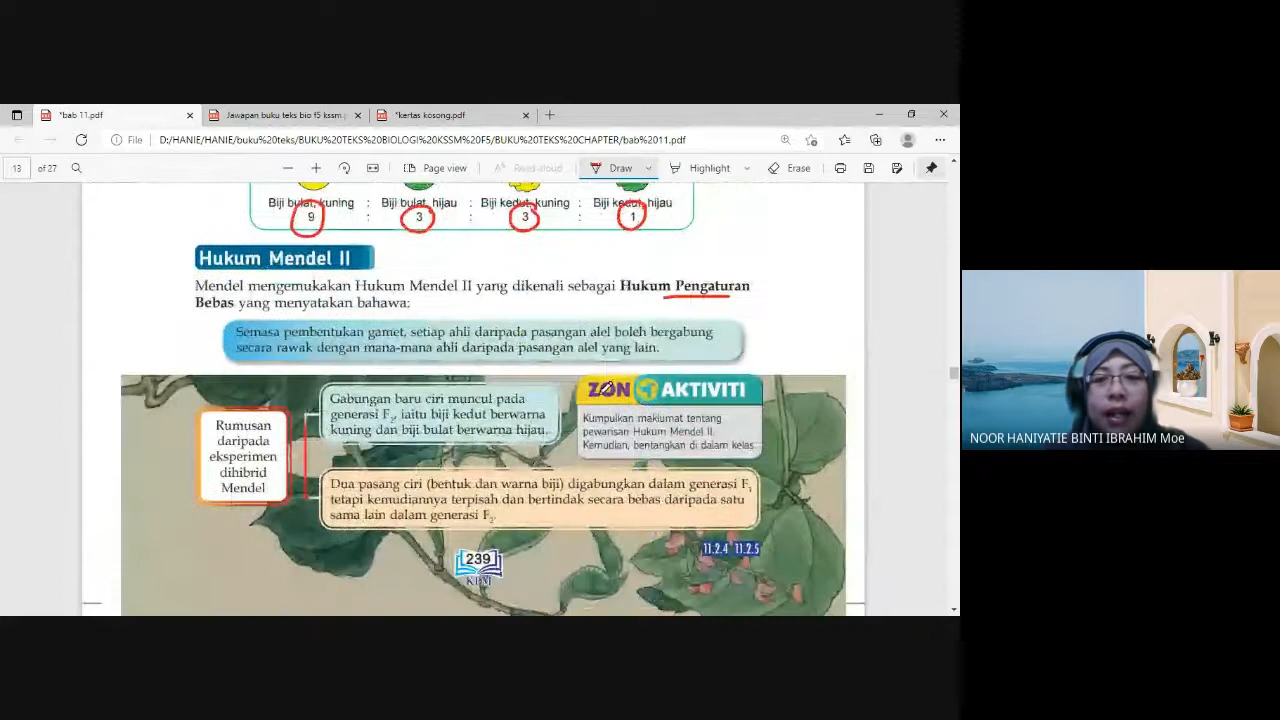 *bab 11.pdf
Jawapan buku teks bio f5 kssm.
*kertas kosong.pdf
File
D:/HANIE/HANIE/buku%20teks/BUKU%20TEKS%20BIOLOGI%20KSSM%20F5/BUKU%20TEKS%20CHAPTER/bab%2011.pdf
13 of 27
Page view
Read aloud
Draw
Highlight
Erase
Biji bulat, kuning : Biji bulat, hijau : Biji kedut, kuning : Biji kedut, hijau
9 : 3 : 3 : 1
Hukum Mendel II
Mendel mengemukakan Hukum Mendel II yang dikenali sebagai Hukum Pengaturan
Bebas yang menyatakan bahawa:
Semasa pembentukan gamet, setiap ahli daripada pasangan alel boleh bergabung
secara rawak dengan mana-mana ahli daripada pasangan alel yang lain.
Rumusan
daripada
eksperimen
dihibrid
Mendel
Gabungan baru ciri muncul pada
generasi F2, iaitu biji kedut berwarna
kuning dan biji bulat berwarna hijau.
ZON AKTIVITI
Kumpulkan maklumat tentang
pewarisan Hukum Mendel II.
Kemudian, bentangkan di dalam kelas.
Dua pasang ciri (bentuk dan warna biji) digabungkan dalam generasi F1
tetapi kemudiannya terpisah dan bertindak secara bebas daripada satu
sama lain dalam generasi F2.
11.2.4 11.2.5
239
KPM
NOOR HANIYATIE BINTI IBRAHIM Moe